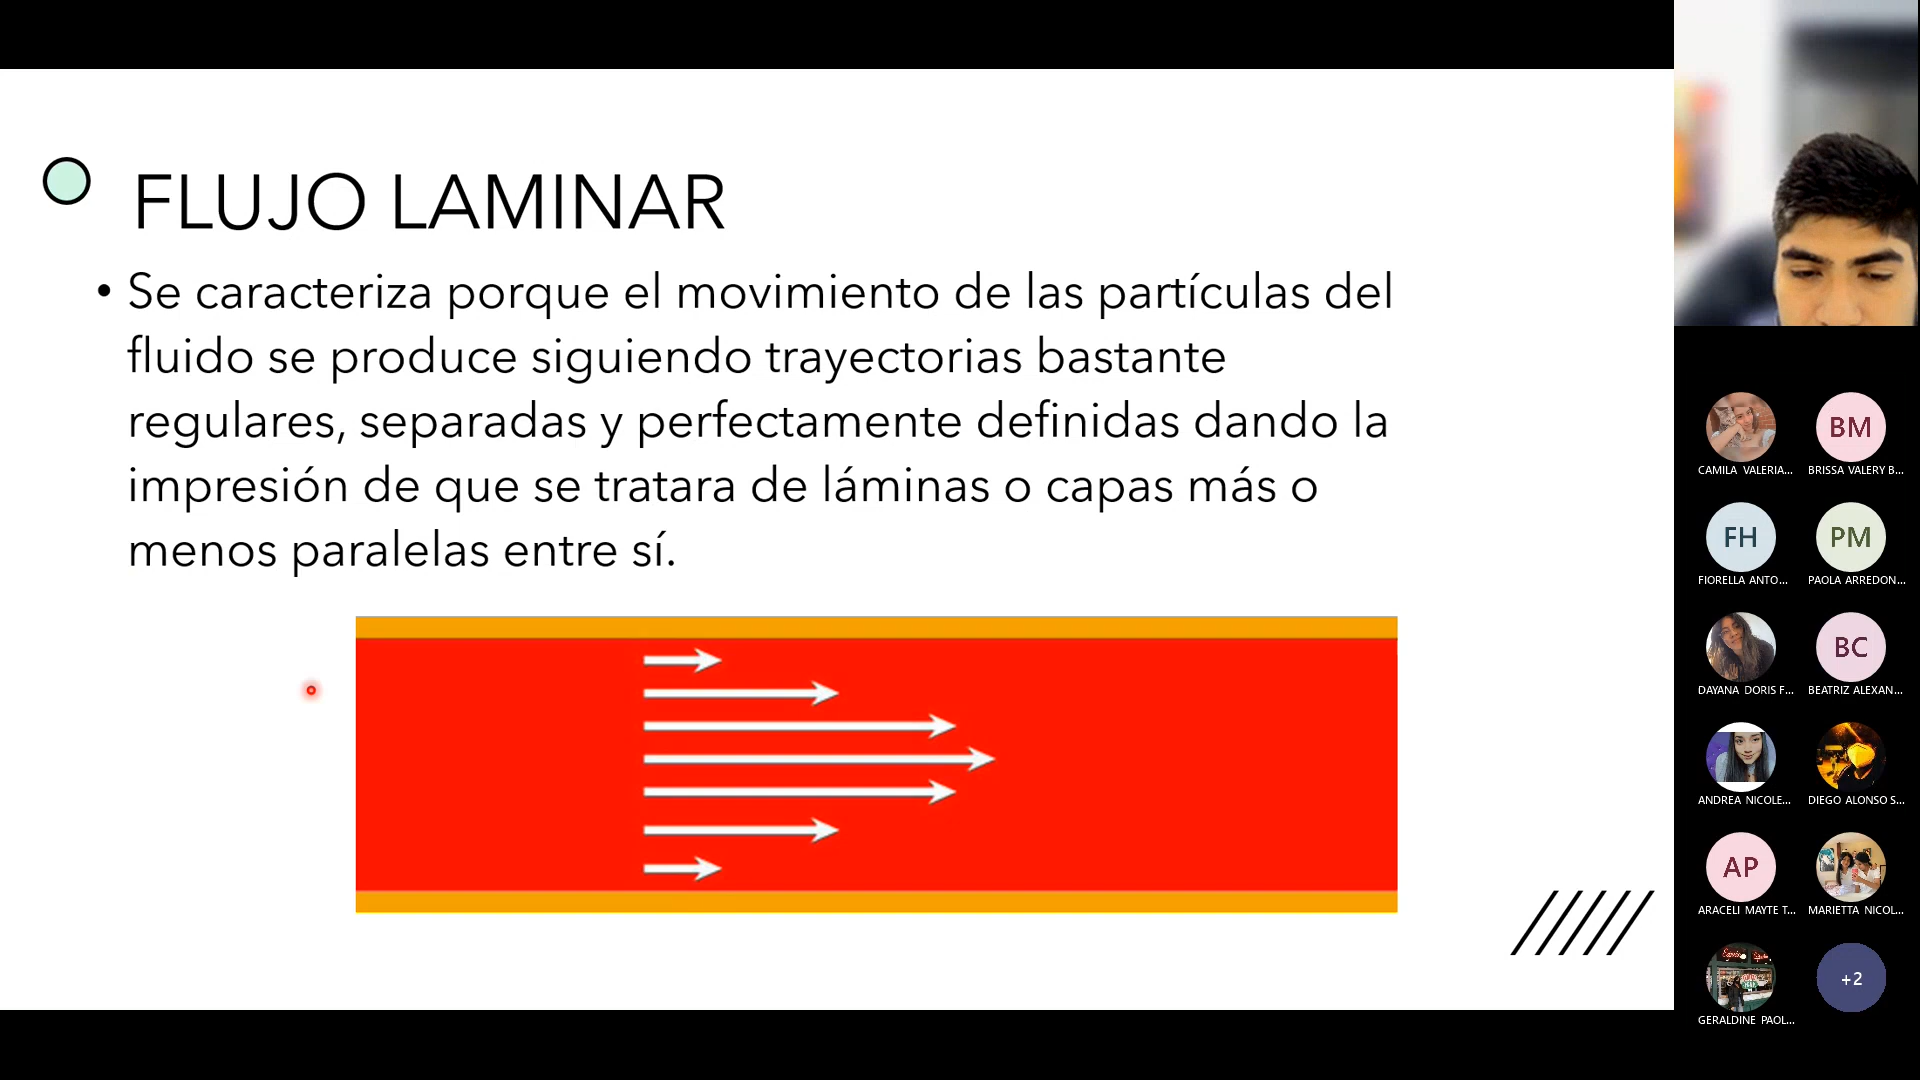 FLUJO LAMINAR
• Se caracteriza porque el movimiento de las partículas del
fluido se produce siguiendo trayectorias bastante
regulares, separadas y perfectamente definidas dando la
impresión de que se tratara de láminas o capas más o
menos paralelas entre sí.
CAMILA VALERIA...
BM
BRISSA VALERY B...
FH
FIORELLA ANTO...
PM
PAOLA ARREDON...
DAYANA DORIS F...
BC
BEATRIZ ALEXAN...
ANDREA NICOLE...
DIEGO ALONSO S...
AP
ARACELI MAYTE T...
MARIETTA NICOL...
GERALDINE PAOL...
+2